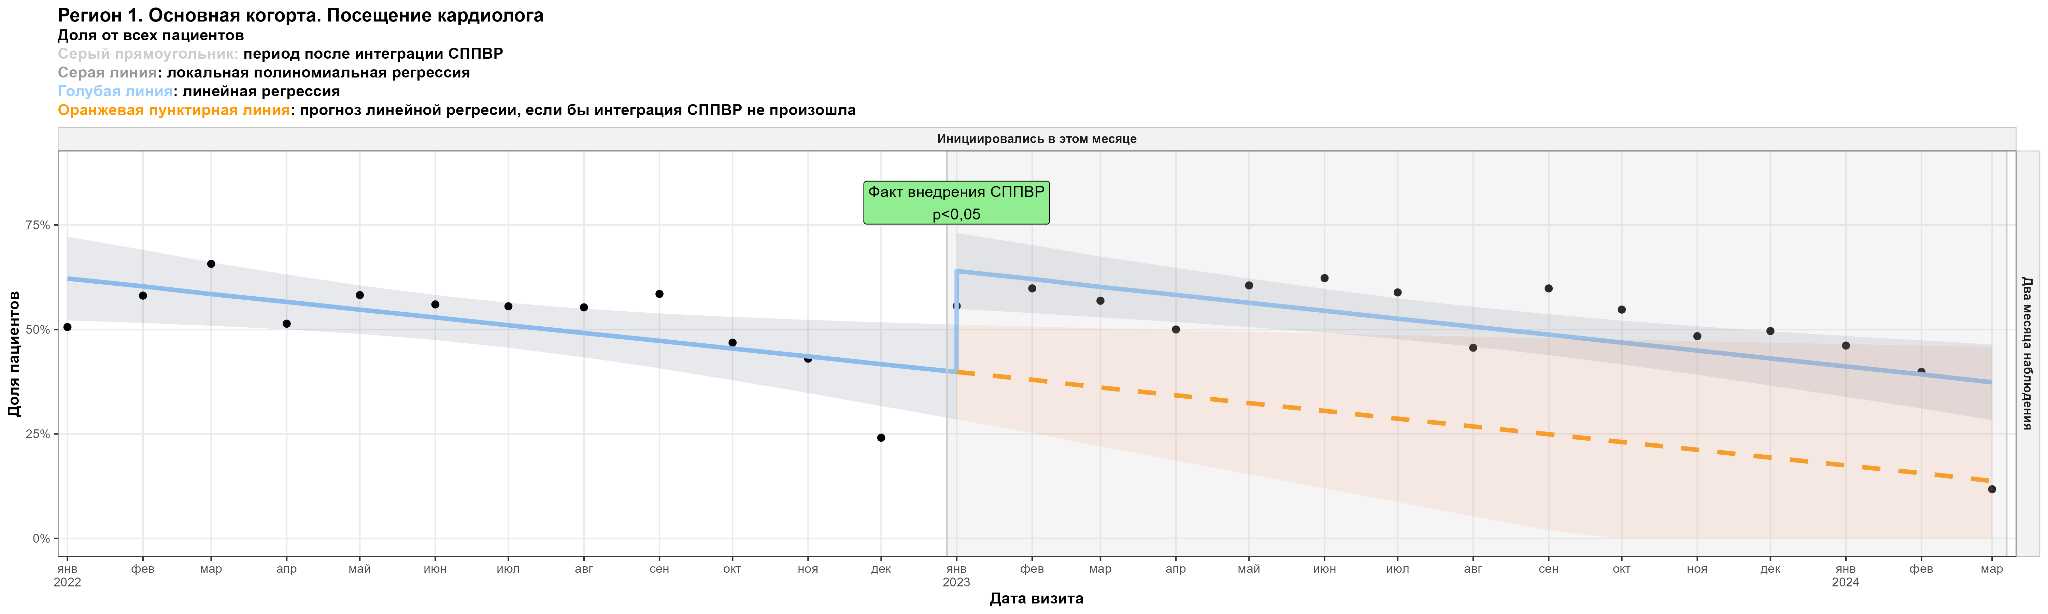 Регион 1. Основная когорта. Посещение кардиолога
Доля от всех пациентов
Серый прямоугольник: период после интеграции СППВР
Серая линия: локальная полиномиальная регрессия
Голубая линия: линейная регрессия
Оранжевая пунктирная линия: прогноз линейной регресии, если бы интеграция СППВР не произошла
Инициировались в этом месяце
Факт внедрения СППВР
p<0,05
75%
50%
25%
0%
Доля пациентов
Два месяца наблюдения
янв фев мар апр май июн июл авг сен окт ноя дек янв фев мар апр май июн июл авг сен окт ноя дек янв фев мар
2022 2023 2024
Дата визита